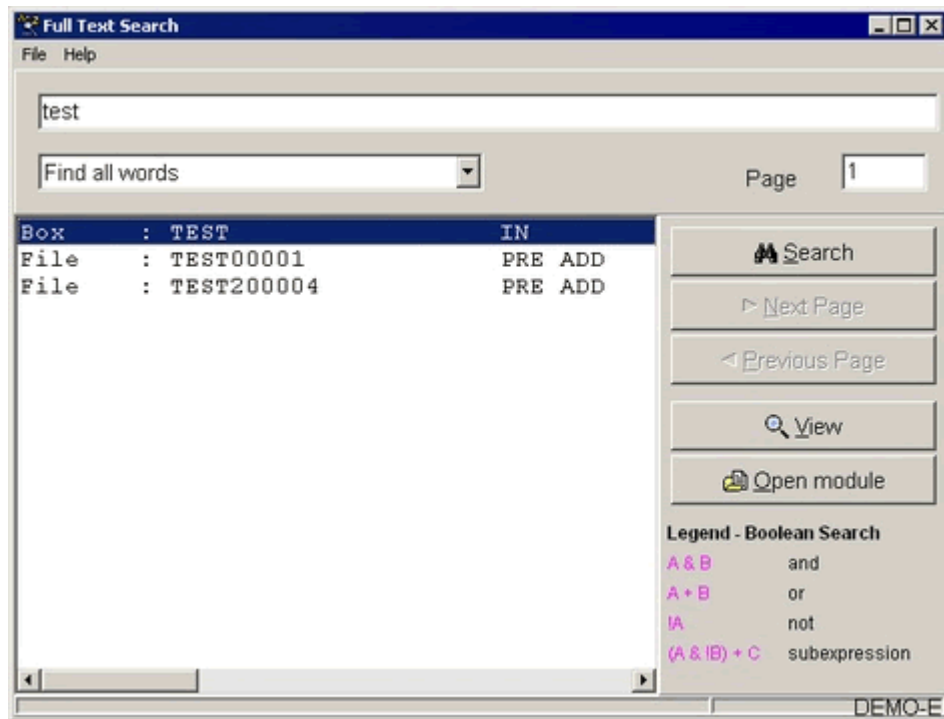 Full Text Search
File Help
test
Find all words
Page 1
Box : TEST IN
File : TEST00001 PRE ADD
File : TEST200004 PRE ADD
Search
Next Page
Previous Page
View
Open module
Legend - Boolean Search
A & B and
A + B or
!A not
(A & !B) + C subexpression
DEMO-E